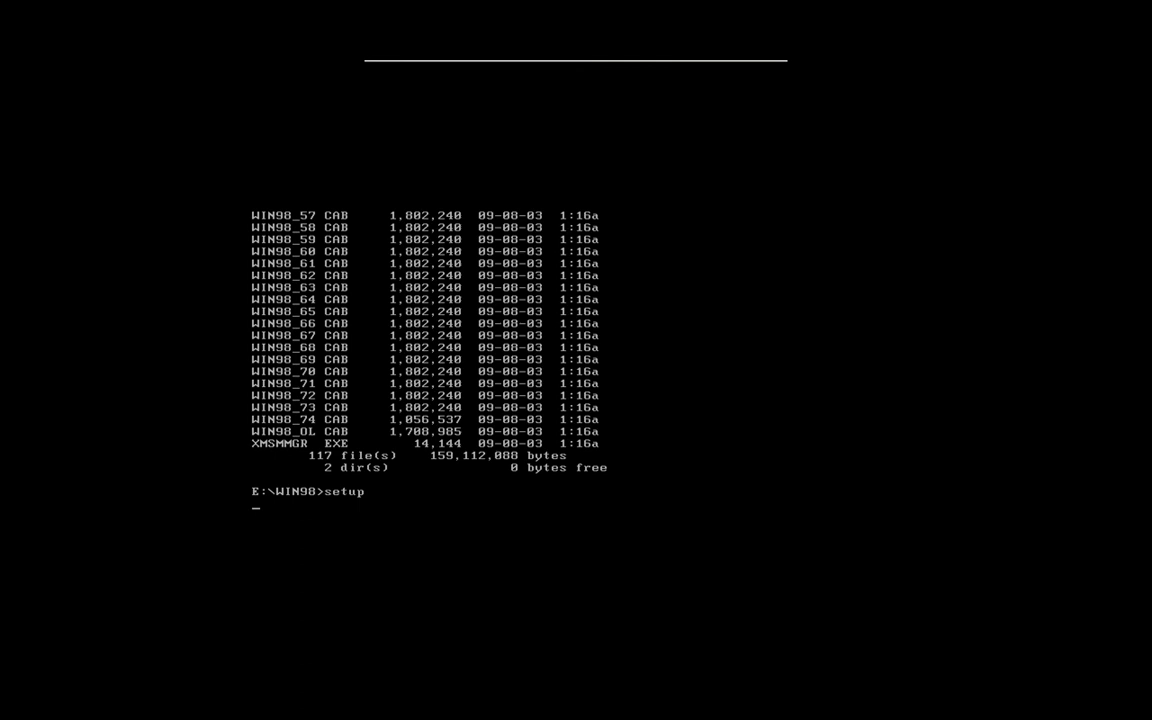 WIN98_57 CAB     1,802,240  09-08-03  1:16a
WIN98_58 CAB     1,802,240  09-08-03  1:16a
WIN98_59 CAB     1,802,240  09-08-03  1:16a
WIN98_60 CAB     1,802,240  09-08-03  1:16a
WIN98_61 CAB     1,802,240  09-08-03  1:16a
WIN98_62 CAB     1,802,240  09-08-03  1:16a
WIN98_63 CAB     1,802,240  09-08-03  1:16a
WIN98_64 CAB     1,802,240  09-08-03  1:16a
WIN98_65 CAB     1,802,240  09-08-03  1:16a
WIN98_66 CAB     1,802,240  09-08-03  1:16a
WIN98_67 CAB     1,802,240  09-08-03  1:16a
WIN98_68 CAB     1,802,240  09-08-03  1:16a
WIN98_69 CAB     1,802,240  09-08-03  1:16a
WIN98_70 CAB     1,802,240  09-08-03  1:16a
WIN98_71 CAB     1,802,240  09-08-03  1:16a
WIN98_72 CAB     1,802,240  09-08-03  1:16a
WIN98_73 CAB     1,802,240  09-08-03  1:16a
WIN98_74 CAB     1,056,537  09-08-03  1:16a
WIN98_OL CAB     1,708,985  09-08-03  1:16a
XMSMMGR  EXE        14,144  09-08-03  1:16a
117 file(s)    159,112,088 bytes
2 dir(s)               0 bytes free
E:\WIN98>setup